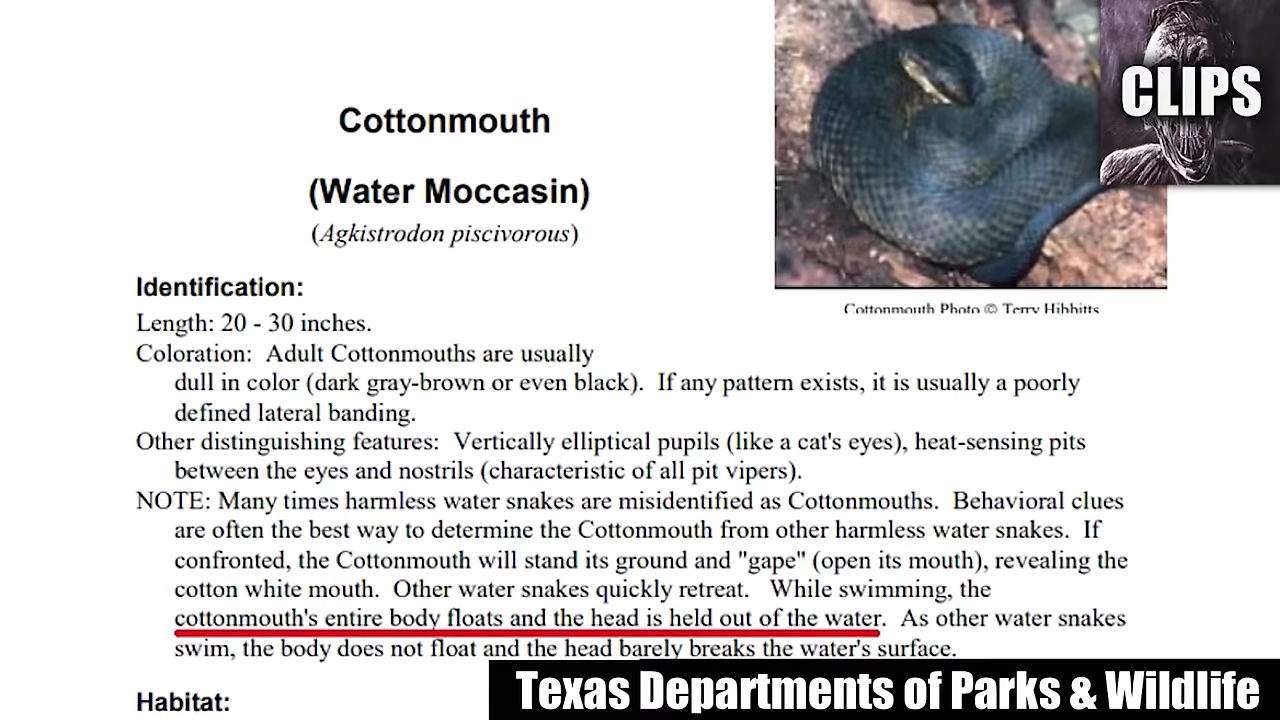 CLIPS
Cottonmouth
(Water Moccasin)
(Agkistrodon piscivorous)
Cottonmouth Photo © Terry Hibbitts
Identification:
Length: 20 - 30 inches.
Coloration: Adult Cottonmouths are usually
dull in color (dark gray-brown or even black). If any pattern exists, it is usually a poorly
defined lateral banding.
Other distinguishing features: Vertically elliptical pupils (like a cat's eyes), heat-sensing pits
between the eyes and nostrils (characteristic of all pit vipers).
NOTE: Many times harmless water snakes are misidentified as Cottonmouths. Behavioral clues
are often the best way to determine the Cottonmouth from other harmless water snakes. If
confronted, the Cottonmouth will stand its ground and "gape" (open its mouth), revealing the
cotton white mouth. Other water snakes quickly retreat. While swimming, the
cottonmouth's entire body floats and the head is held out of the water. As other water snakes
swim, the body does not float and the head barely breaks the water's surface.
Habitat:
Texas Departments of Parks & Wildlife